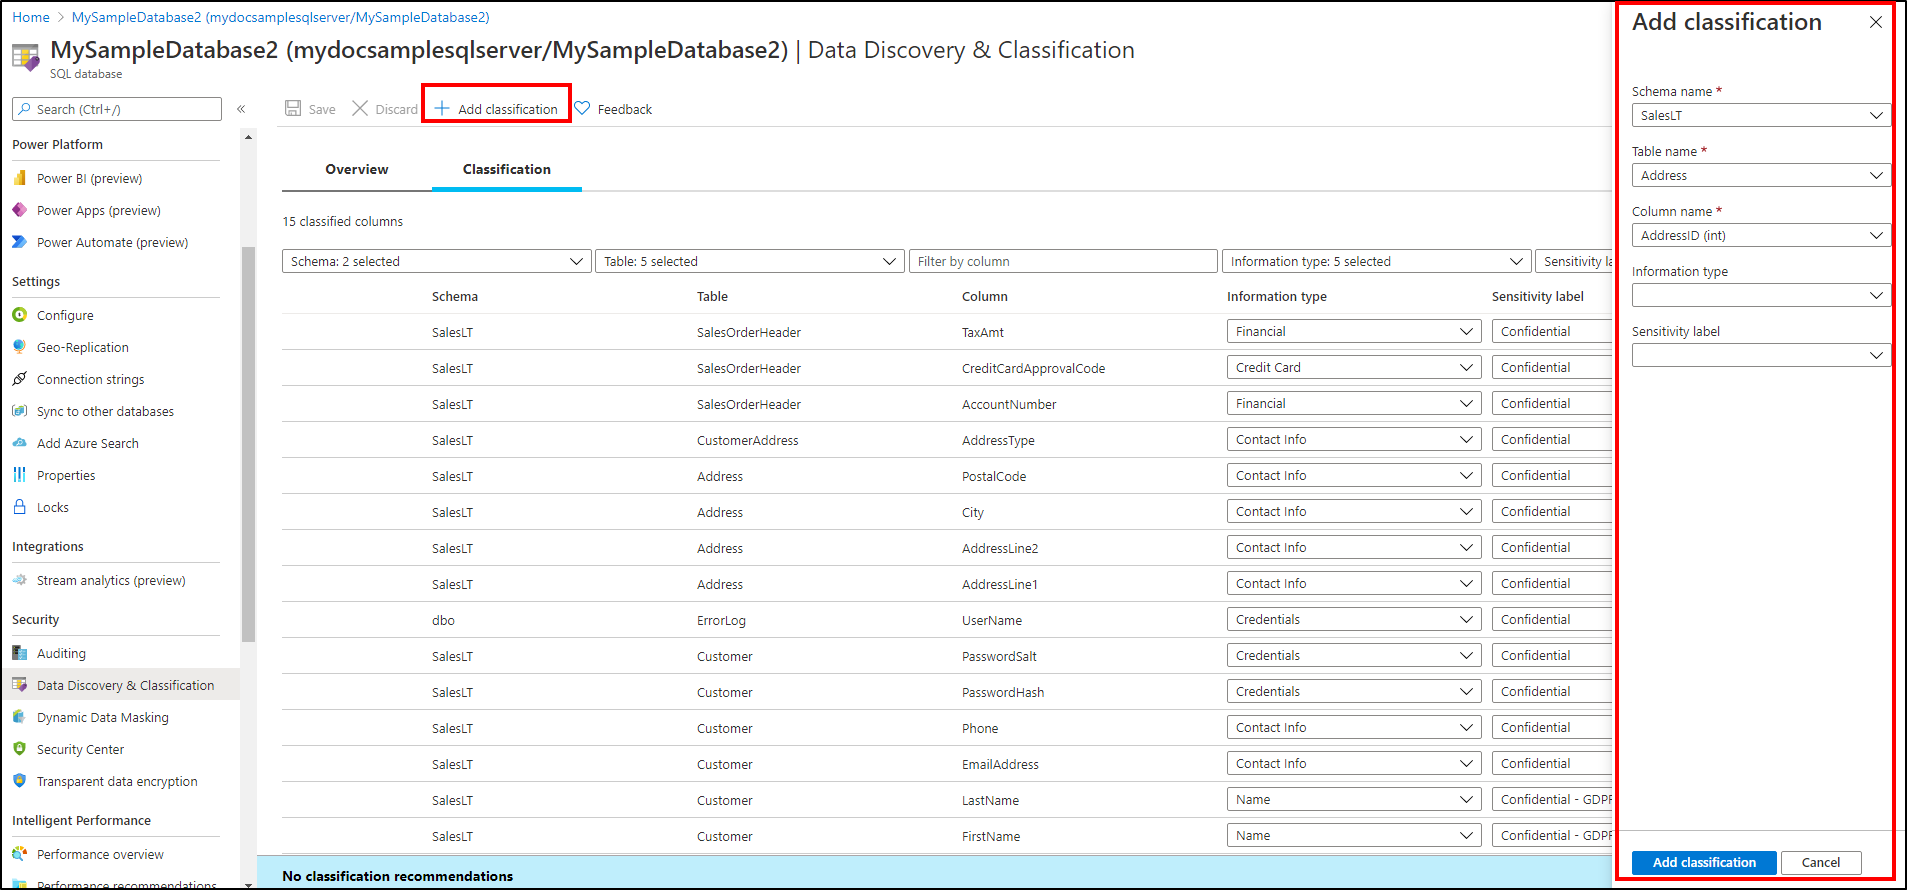 Home > MySampleDatabase2 (mydocsamplesqlserver/MySampleDatabase2)
MySampleDatabase2 (mydocsamplesqlserver/MySampleDatabase2) | Data Discovery & Classification
SQL database
Search (Ctrl+/)
«
Power Platform
Power BI (preview)
Power Apps (preview)
Power Automate (preview)
Settings
Configure
Geo-Replication
Connection strings
Sync to other databases
Add Azure Search
Properties
Locks
Integrations
Stream analytics (preview)
Security
Auditing
Data Discovery & Classification
Dynamic Data Masking
Security Center
Transparent data encryption
Intelligent Performance
Performance overview
Performance recommendations
Save Discard Add classification Feedback
Overview Classification
15 classified columns
Schema: 2 selected Table: 5 selected Filter by column Information type: 5 selected Sensitivity la
Schema Table Column Information type Sensitivity label
SalesLT SalesOrderHeader TaxAmt Financial Confidential
SalesLT SalesOrderHeader CreditCardApprovalCode Credit Card Confidential
SalesLT SalesOrderHeader AccountNumber Financial Confidential
SalesLT CustomerAddress AddressType Contact Info Confidential
SalesLT Address PostalCode Contact Info Confidential
SalesLT Address City Contact Info Confidential
SalesLT Address AddressLine2 Contact Info Confidential
SalesLT Address AddressLine1 Contact Info Confidential
dbo ErrorLog UserName Credentials Confidential
SalesLT Customer PasswordSalt Credentials Confidential
SalesLT Customer PasswordHash Credentials Confidential
SalesLT Customer Phone Contact Info Confidential
SalesLT Customer EmailAddress Contact Info Confidential
SalesLT Customer LastName Name Confidential - GDPR
SalesLT Customer FirstName Name Confidential - GDPR
No classification recommendations
Add classification
Schema name *
SalesLT
Table name *
Address
Column name *
AddressID (int)
Information type
Sensitivity label
Add classification Cancel